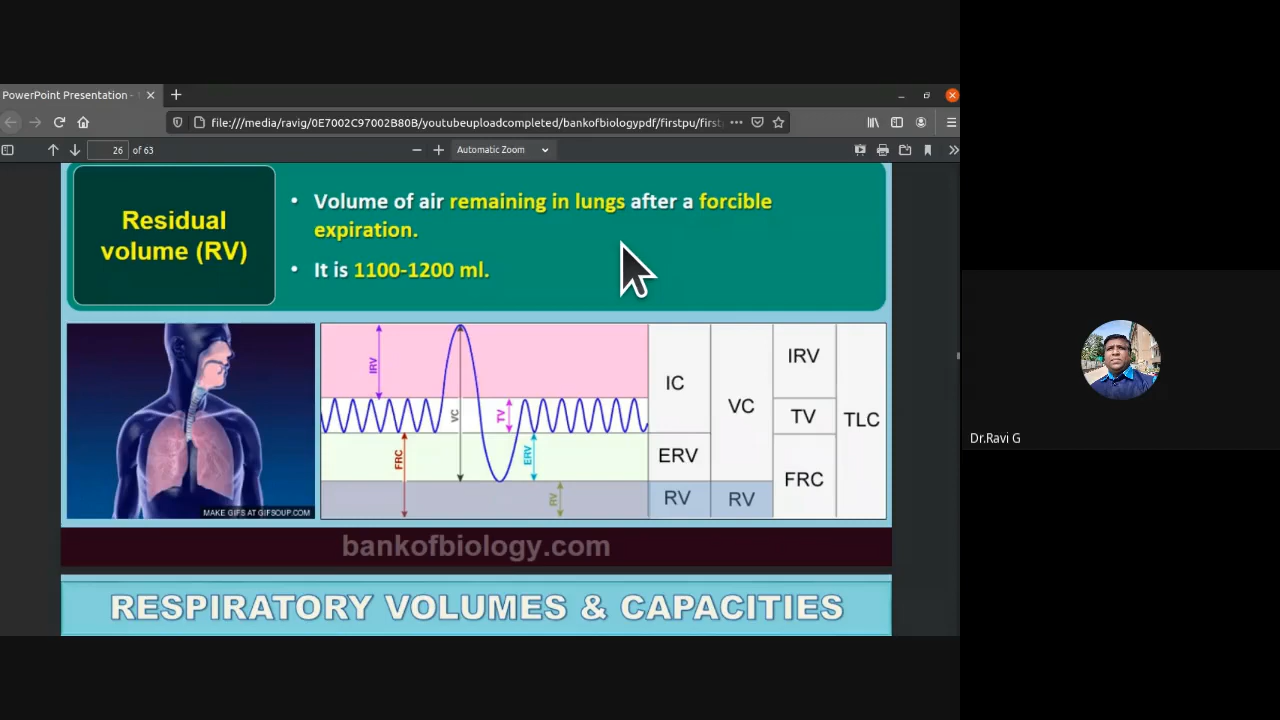 PowerPoint Presentation -
file:///media/ravig/0E7002C97002B80B/youtubeuploadcompleted/bankofbiologypdf/firstpu/first
26 of 63
Automatic Zoom
Residual
volume (RV)
• Volume of air remaining in lungs after a forcible
expiration.
• It is 1100-1200 ml.
MAKE GIFS AT GIFSOUP.COM
IRV
VC
TV
FRC
ERV
RV
IC
ERV
RV
VC
RV
IRV
TV
FRC
TLC
bankofbiology.com
RESPIRATORY VOLUMES & CAPACITIES
Dr.Ravi G